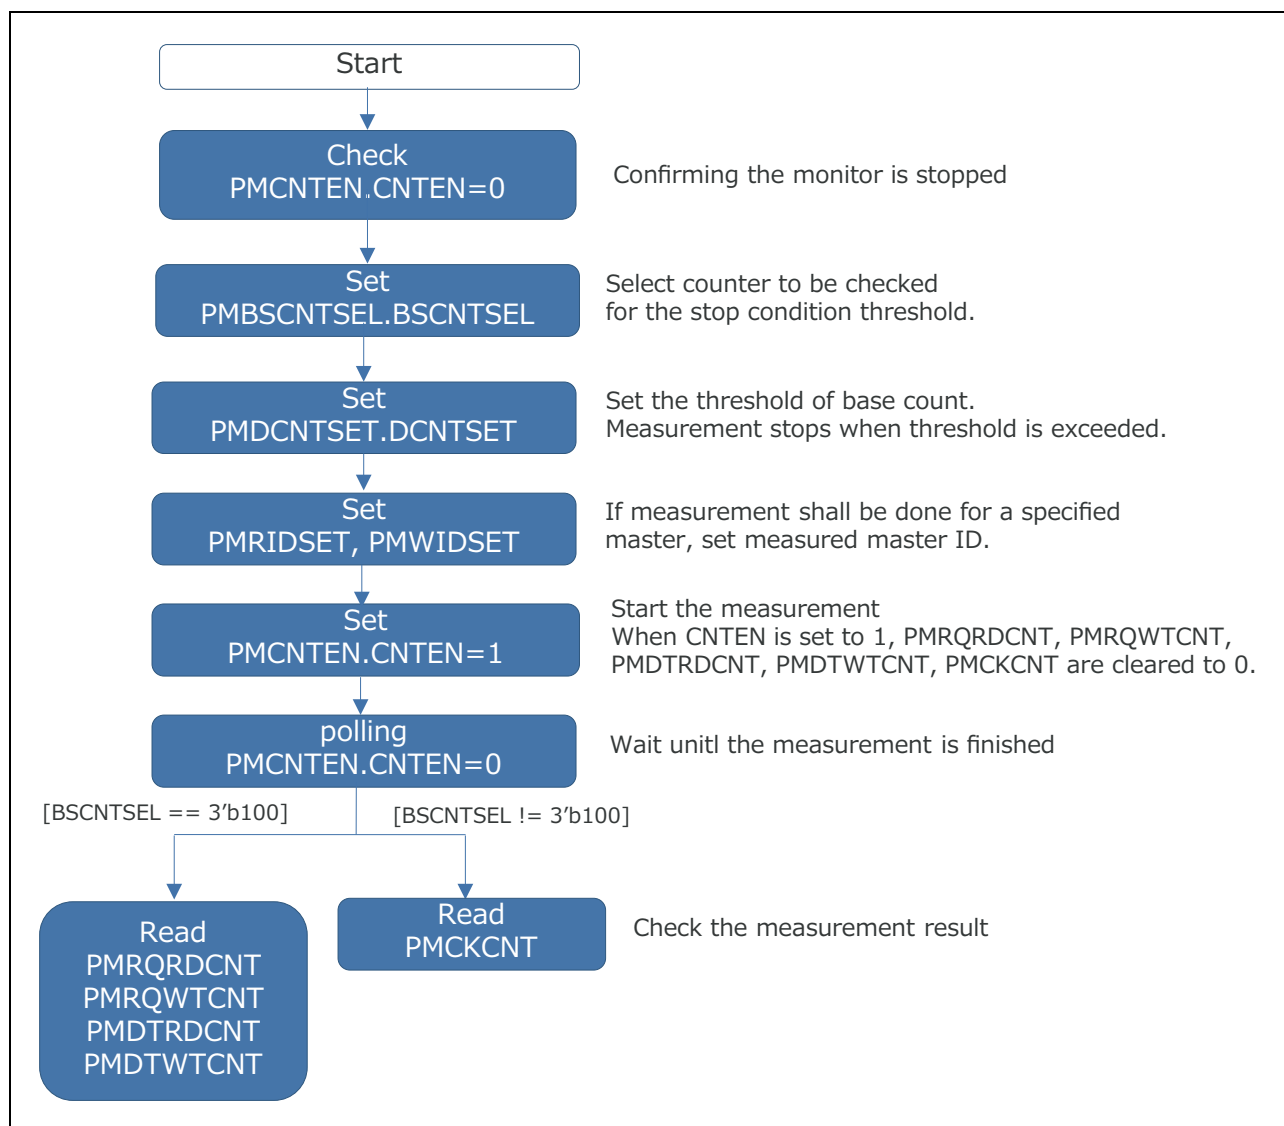 Start
Check
PMCNTEN.CNTEN=0
Confirming the monitor is stopped
Set
PMBSCNTSEL.BSCNTSEL
Select counter to be checked
for the stop condition threshold.
Set
PMDCNTSET.DCNTSET
Set the threshold of base count.
Measurement stops when threshold is exceeded.
Set
PMRIDSET, PMWIDSET
If measurement shall be done for a specified
master, set measured master ID.
Set
PMCNTEN.CNTEN=1
Start the measurement
When CNTEN is set to 1, PMRQRDCNT, PMRQWTCNT,
PMDTRDCNT, PMDTWTCNT, PMCKCNT are cleared to 0.
polling
PMCNTEN.CNTEN=0
Wait unitl the measurement is finished
[BSCNTSEL == 3’b100]
[BSCNTSEL != 3’b100]
Read
PMRQRDCNT
PMRQWTCNT
PMDTRDCNT
PMDTWTCNT
Read
PMCKCNT
Check the measurement result